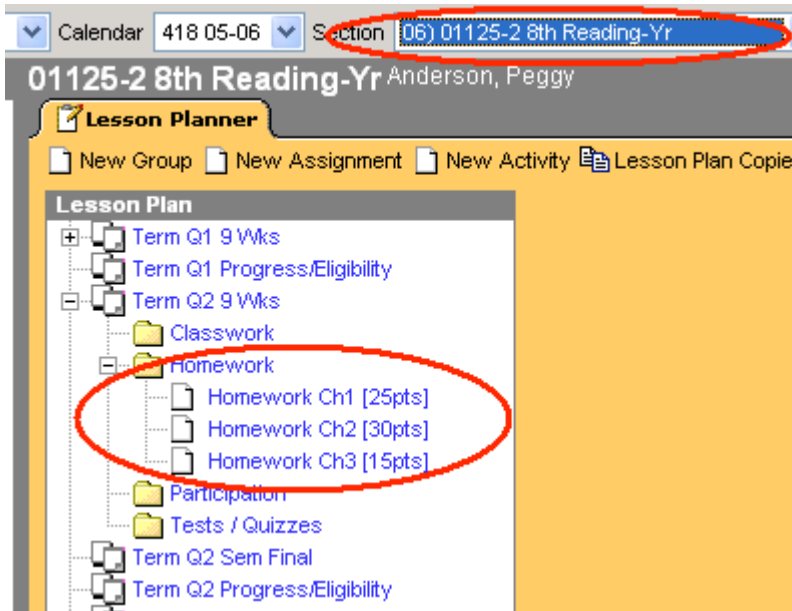 Calendar 418 05-06 Section 06) 01125-2 8th Reading-Yr
01125-2 8th Reading-Yr Anderson, Peggy
Lesson Planner
New Group New Assignment New Activity Lesson Plan Copie
Lesson Plan
Term Q1 9 Wks
Term Q1 Progress/Eligibility
Term Q2 9 Wks
Classwork
Homework
Homework Ch1 [25pts]
Homework Ch2 [30pts]
Homework Ch3 [15pts]
Participation
Tests / Quizzes
Term Q2 Sem Final
Term Q2 Progress/Eligibility